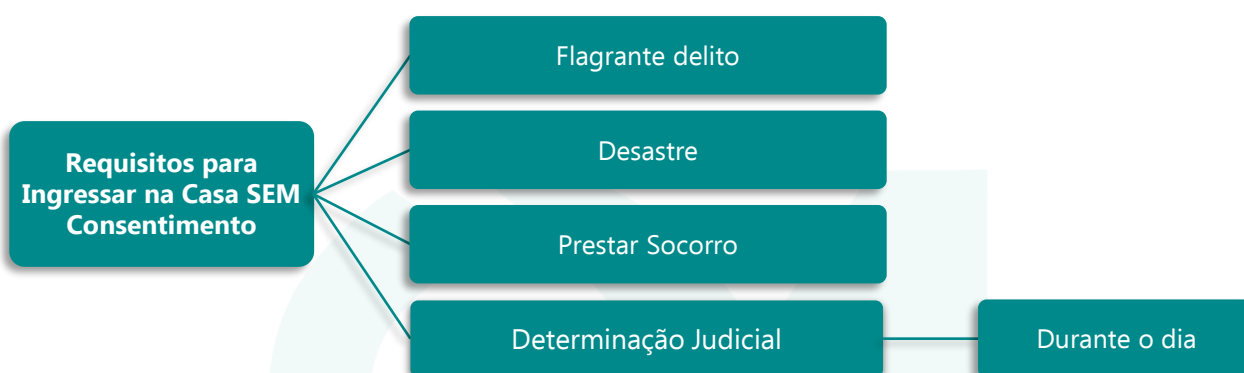 Requisitos para
Ingressar na Casa SEM
Consentimento
Flagrante delito
Desastre
Prestar Socorro
Determinação Judicial
Durante o dia